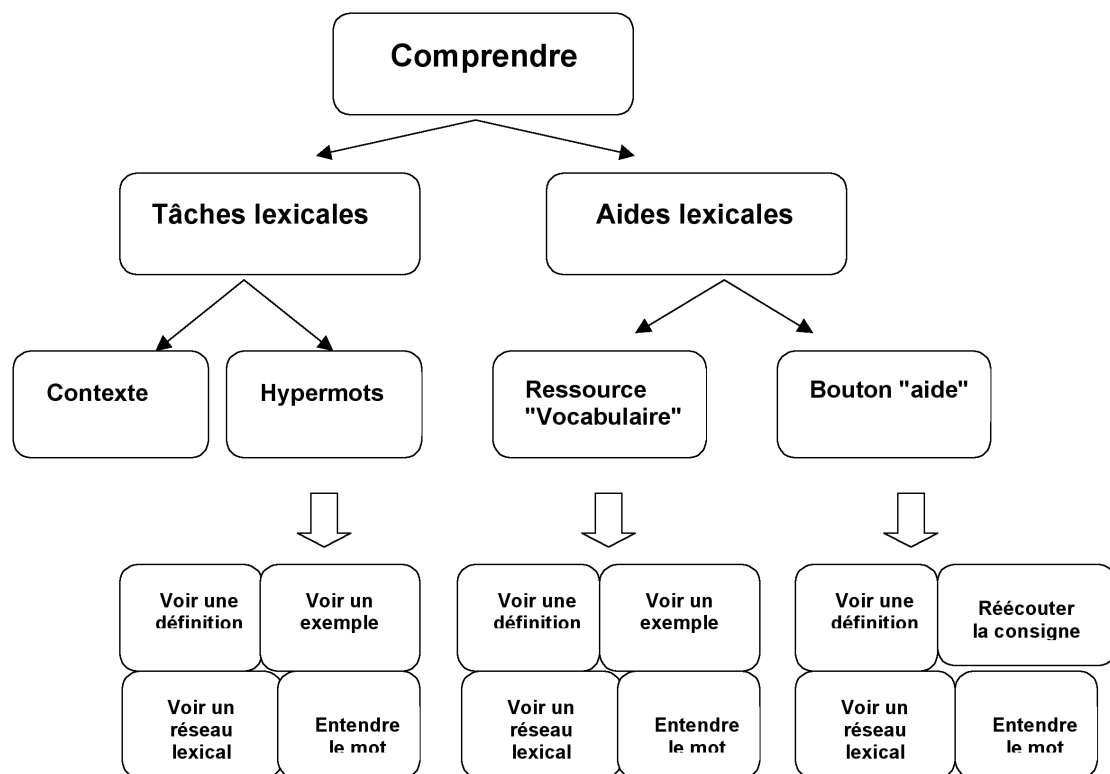 Comprendre
Tâches lexicales
Aides lexicales
Contexte
Hypermots
Ressource
"Vocabulaire"
Bouton "aide"
Voir une
définition
Voir un
exemple
Voir une
définition
Voir un
exemple
Voir une
définition
Réécouter
la consigne
Voir un
réseau
lexical
Entendre
le mot
Voir un
réseau
lexical
Entendre
le mot
Voir un
réseau
lexical
Entendre
le mot